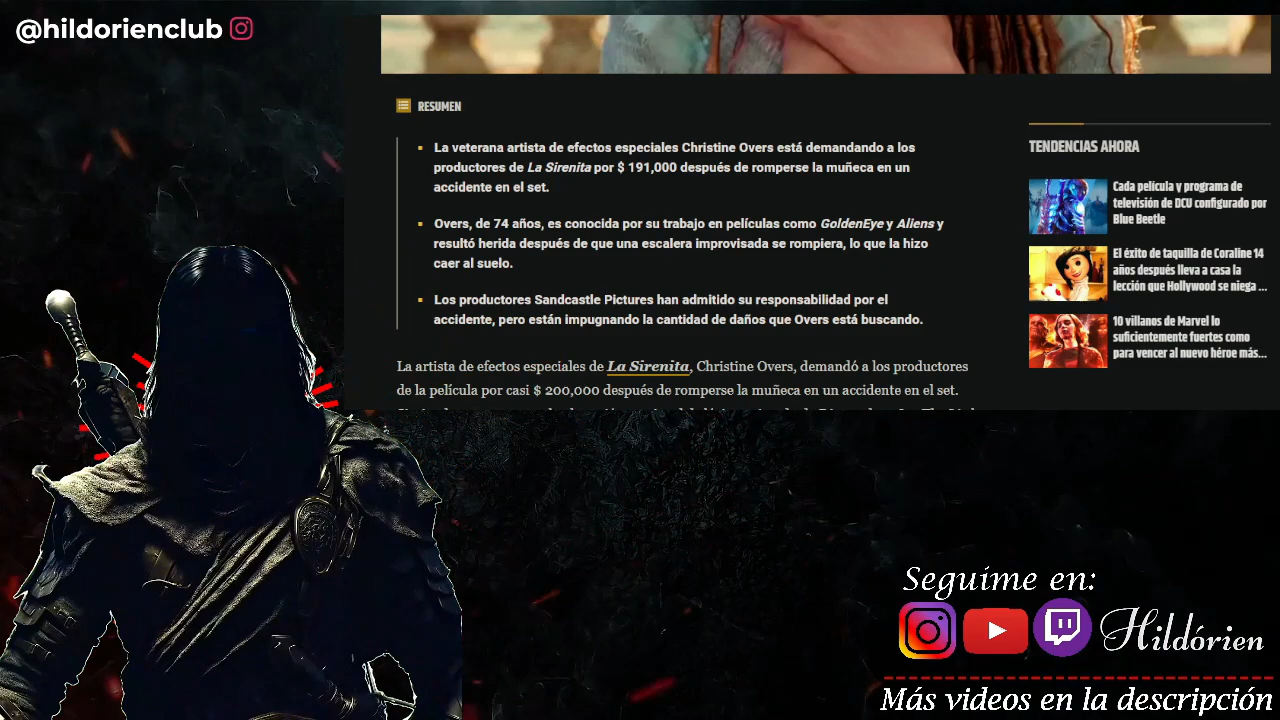 @hildorienclub
RESUMEN
La veterana artista de efectos especiales Christine Overs está demandando a los
productores de La Sirenita por $ 191,000 después de romperse la muñeca en un
accidente en el set.
Overs, de 74 años, es conocida por su trabajo en películas como GoldenEye y Aliens y
resultó herida después de que una escalera improvisada se rompiera, lo que la hizo
caer al suelo.
Los productores Sandcastle Pictures han admitido su responsabilidad por el
accidente, pero están impugnando la cantidad de daños que Overs está buscando.
La artista de efectos especiales de La Sirenita, Christine Overs, demandó a los productores
de la película por casi $ 200,000 después de romperse la muñeca en un accidente en el set.
TENDENCIAS AHORA
Cada película y programa de
televisión de DCU configurado por
Blue Beetle
El éxito de taquilla de Coraline 14
años después lleva a casa la
lección que Hollywood se niega ...
10 villanos de Marvel lo
suficientemente fuertes como
para vencer al nuevo héroe más...
Seguime en:
Hildórien
Más videos en la descripción